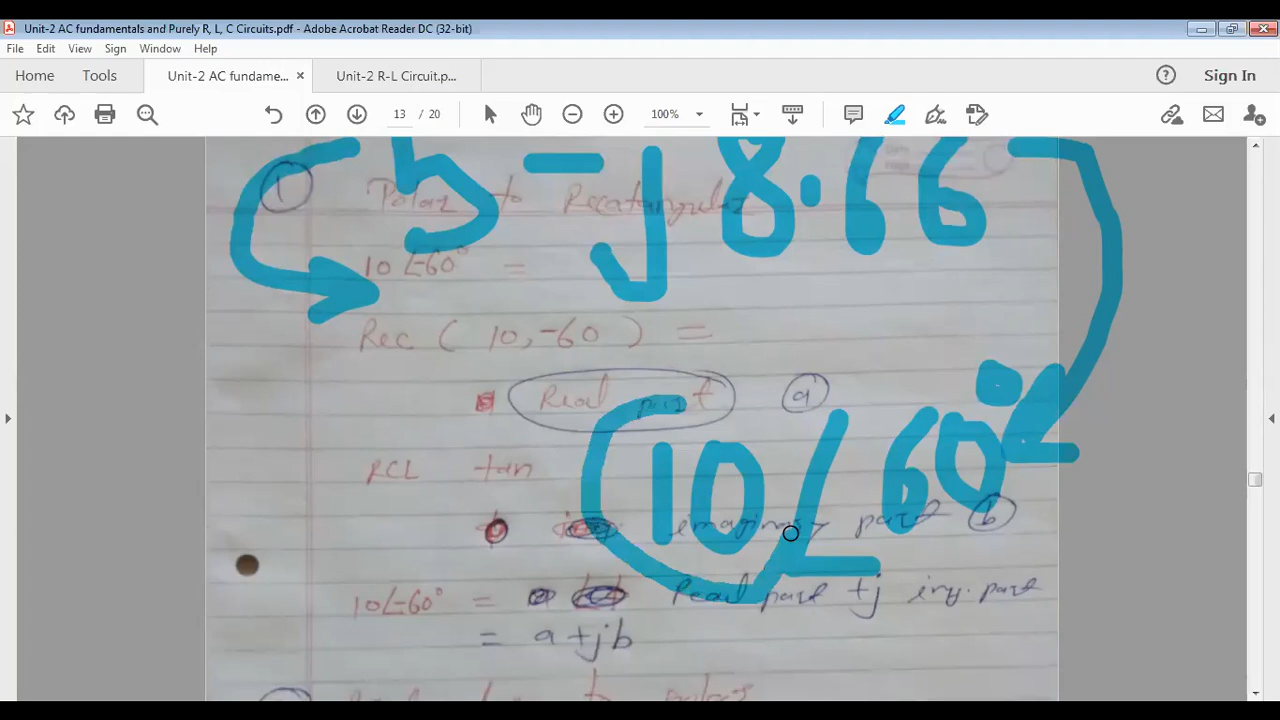 Unit-2 AC fundamentals and Purely R, L, C Circuits.pdf - Adobe Acrobat Reader DC (32-bit)
File Edit View Sign Window Help
Home Tools Unit-2 AC fundame... × Unit-2 R-L Circuit.p... Sign In
13 / 20 100%
5 - j 8.66
1 Polar to Recatangular
10∠-60° =
Rec ( 10, -60 ) =
Real part a
10∠60°
RCL tan
imaginary part b
10∠-60° = Real part +j img. part
= a+jb